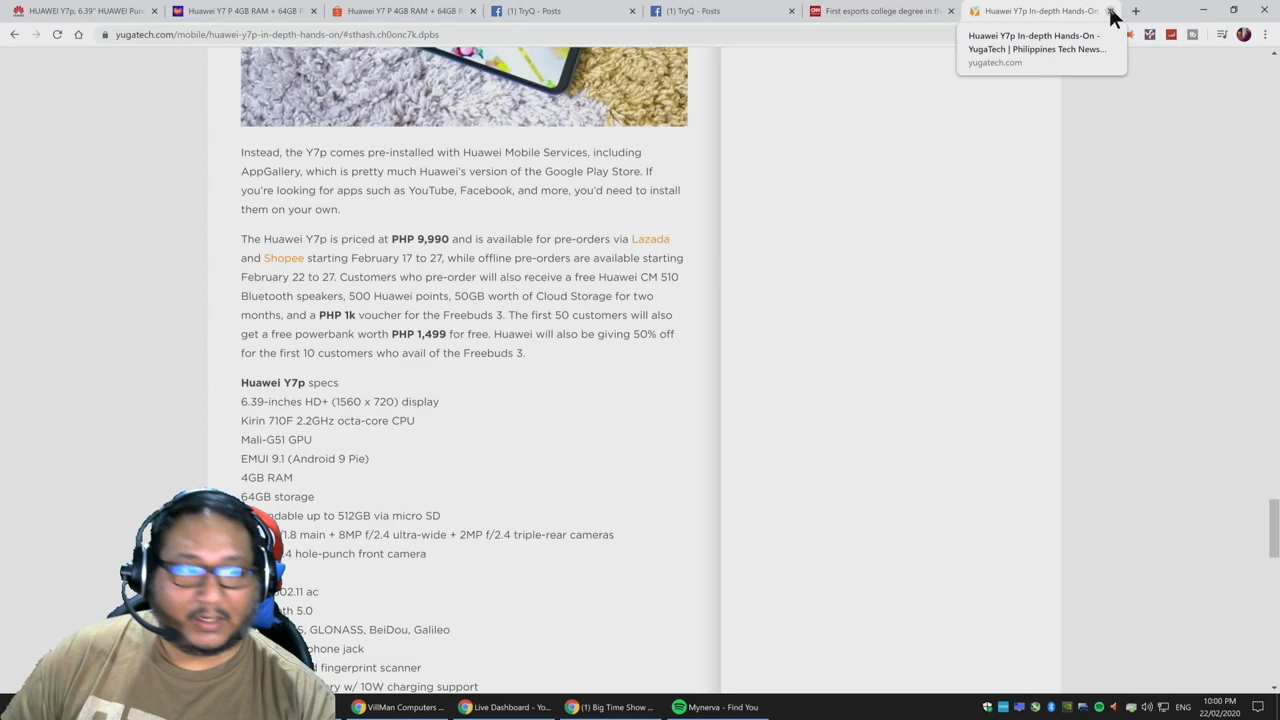 HUAWEI Y7p, 6.39" HUAWEI Pun
Huawei Y7 P 4GB RAM + 64GB R
Huawei Y7 P 4GB RAM + 64GB R
(1) TryQ - Posts
(1) TryQ - Posts
First esports college degree in th
Huawei Y7p In-depth Hands-On
yugatech.com/mobile/huawei-y7p-in-depth-hands-on/#sthash.ch0onc7k.dpbs
Huawei Y7p In-depth Hands-On -
YugaTech | Philippines Tech News...
yugatech.com
Instead, the Y7p comes pre-installed with Huawei Mobile Services, including
AppGallery, which is pretty much Huawei's version of the Google Play Store. If
you're looking for apps such as YouTube, Facebook, and more, you'd need to install
them on your own.
The Huawei Y7p is priced at PHP 9,990 and is available for pre-orders via Lazada
and Shopee starting February 17 to 27, while offline pre-orders are available starting
February 22 to 27. Customers who pre-order will also receive a free Huawei CM 510
Bluetooth speakers, 500 Huawei points, 50GB worth of Cloud Storage for two
months, and a PHP 1k voucher for the Freebuds 3. The first 50 customers will also
get a free powerbank worth PHP 1,499 for free. Huawei will also be giving 50% off
for the first 10 customers who avail of the Freebuds 3.
Huawei Y7p specs
6.39-inches HD+ (1560 x 720) display
Kirin 710F 2.2GHz octa-core CPU
Mali-G51 GPU
EMUI 9.1 (Android 9 Pie)
4GB RAM
64GB storage
ndable up to 512GB via micro SD
/1.8 main + 8MP f/2.4 ultra-wide + 2MP f/2.4 triple-rear cameras
.4 hole-punch front camera
02.11 ac
th 5.0
S, GLONASS, BeiDou, Galileo
phone jack
d fingerprint scanner
ry w/ 10W charging support
VillMan Computers ...
Live Dashboard - Yo...
(1) Big Time Show ...
Mynerva - Find You
ENG
10:00 PM
22/02/2020